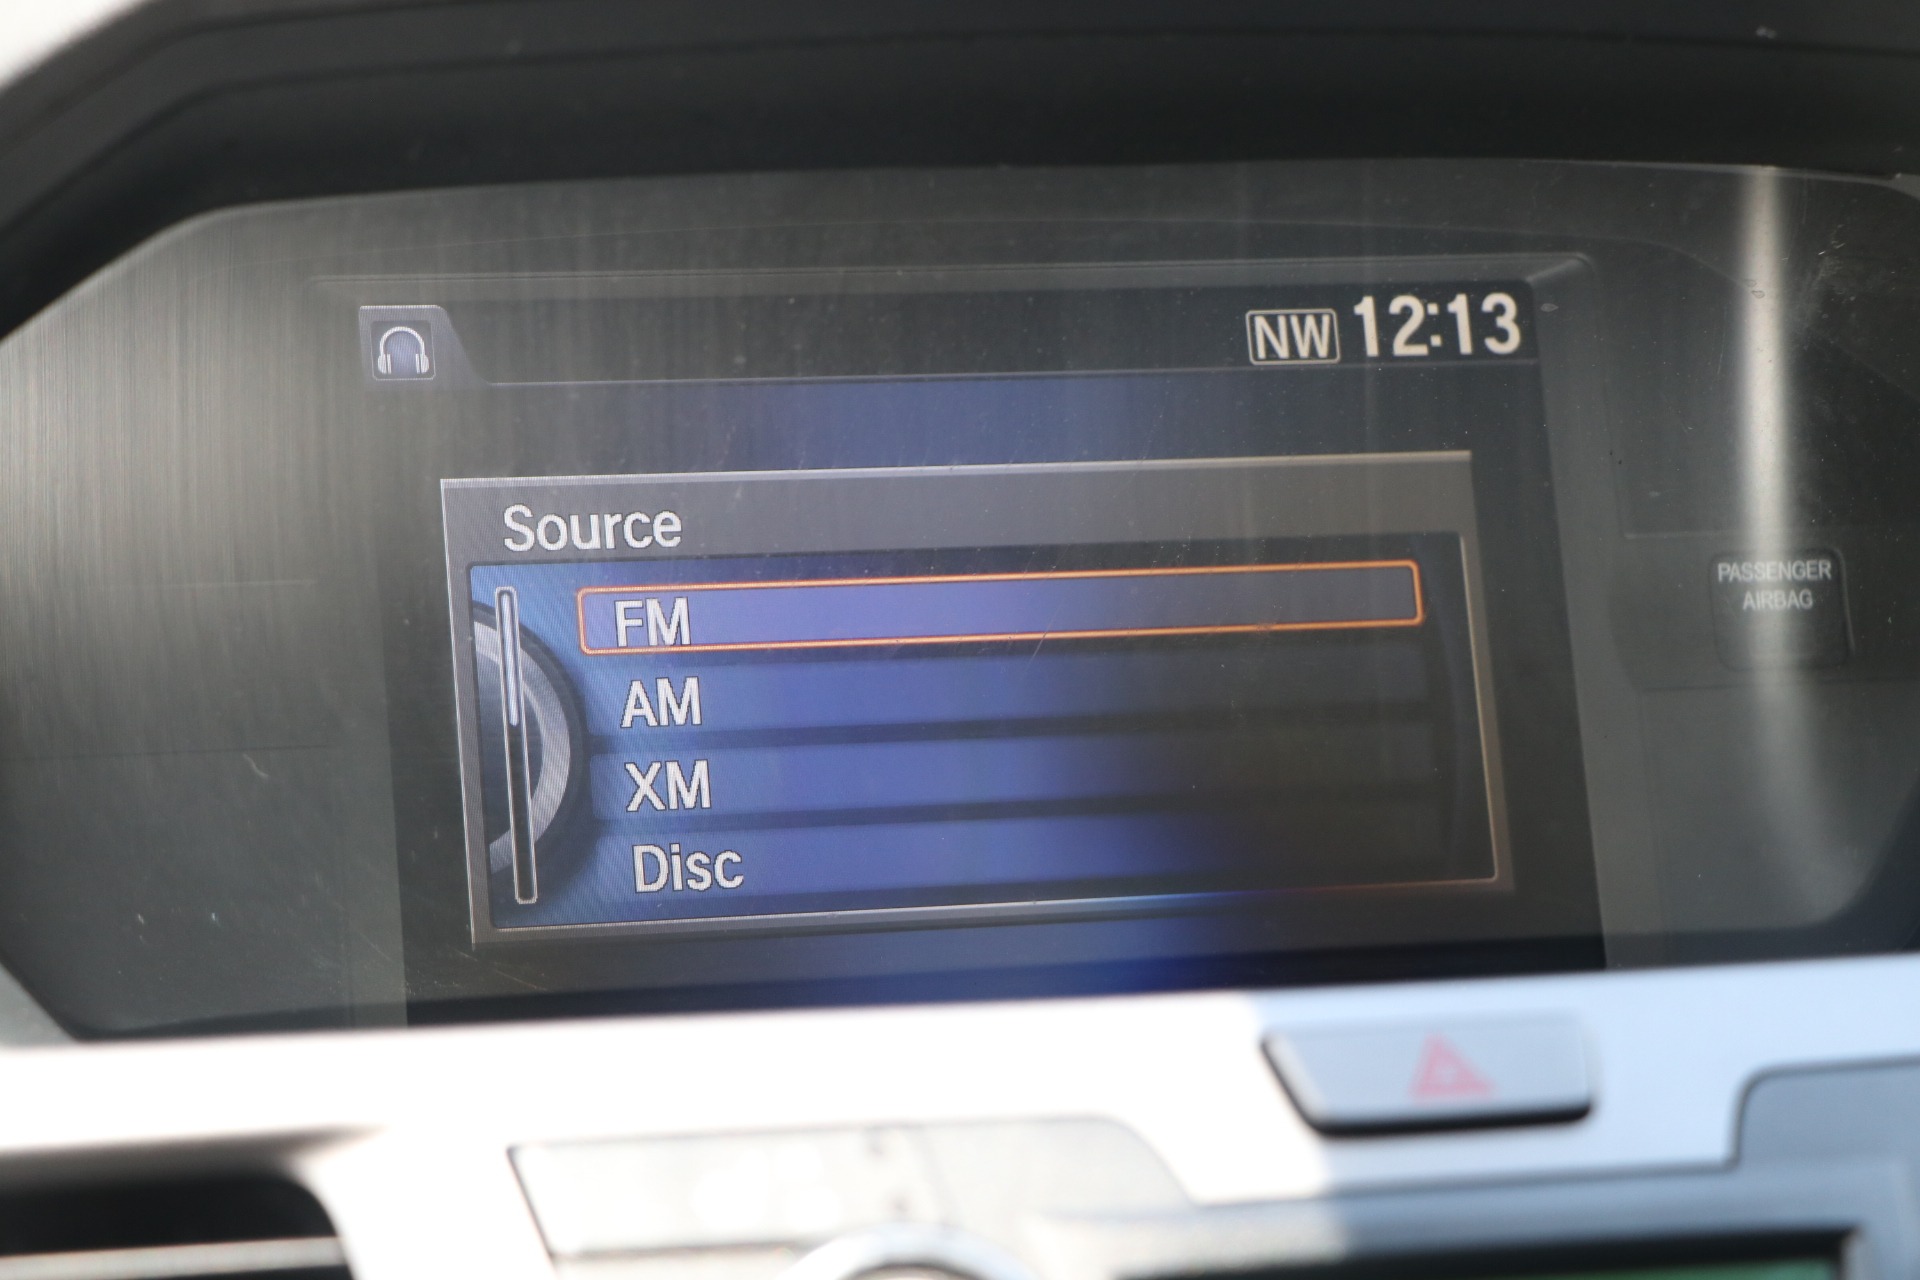 NW 12:13
Source
FM
AM
XM
Disc
PASSENGER
AIRBAG